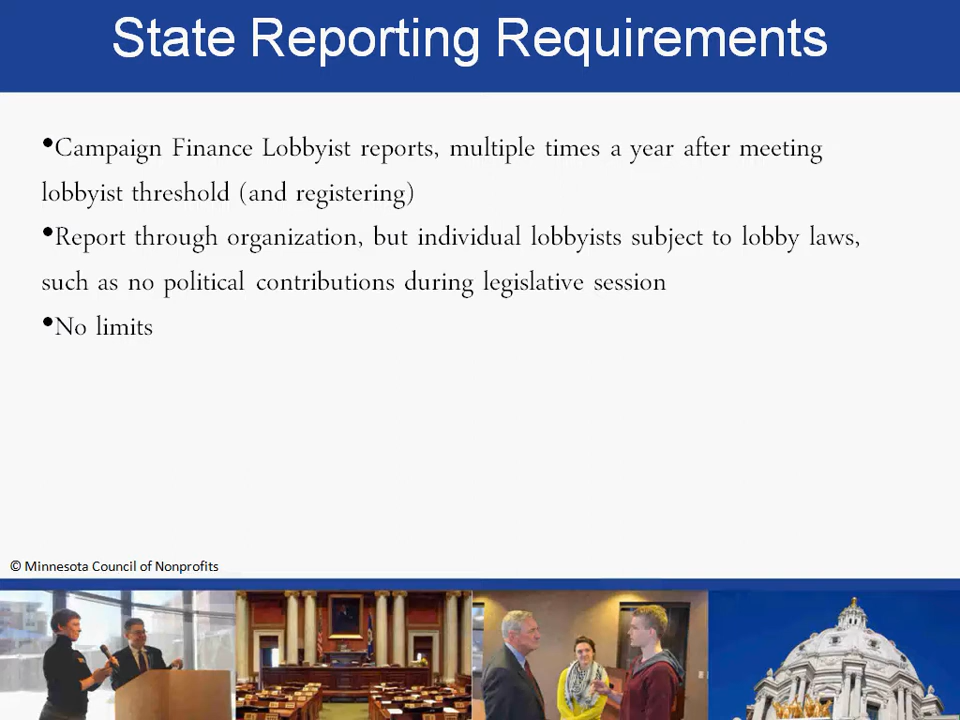 State Reporting Requirements
•Campaign Finance Lobbyist reports, multiple times a year after meeting
lobbyist threshold (and registering)
•Report through organization, but individual lobbyists subject to lobby laws,
such as no political contributions during legislative session
•No limits
© Minnesota Council of Nonprofits